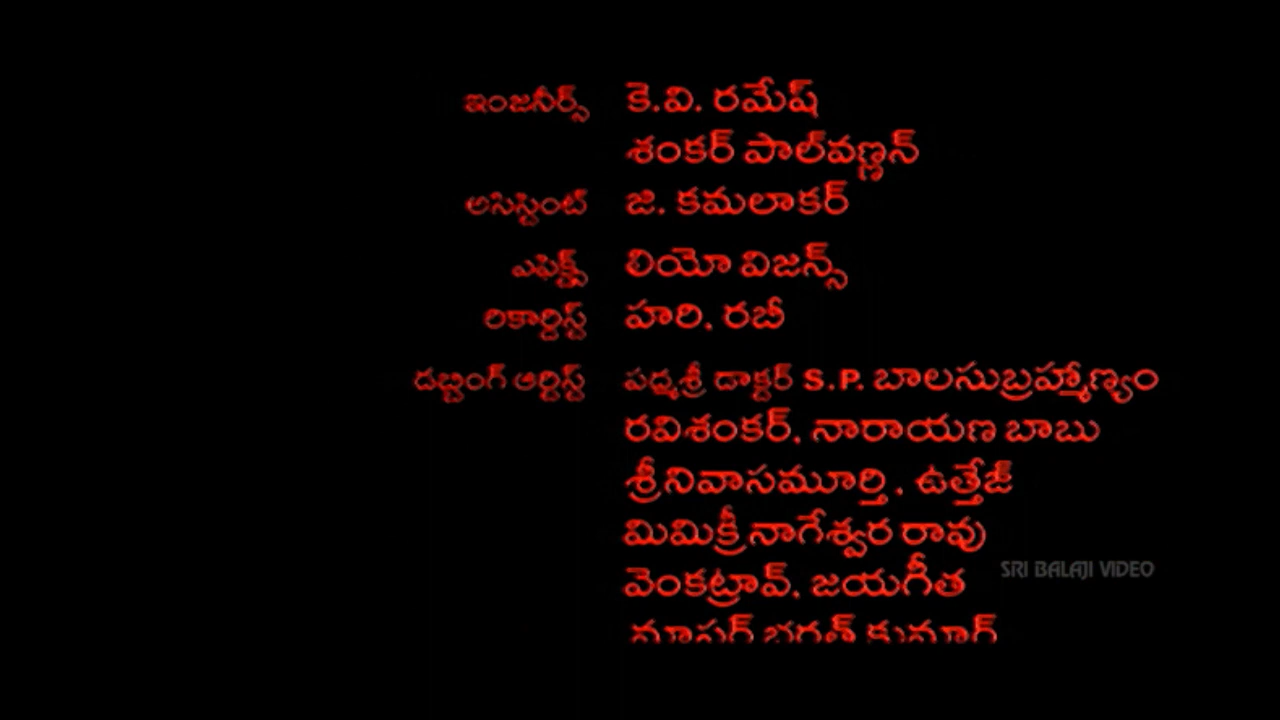 ఇంజనీర్స్ కె.వి. రమేష్
శంకర్ పాల్‌వణ్ణన్
అసిస్టెంట్ జి. కమలాకర్
ఎఫెక్ట్స్ లియో విజన్స్
రికార్డిస్ట్ హరి. రబీ
డబ్బింగ్ ఆర్టిస్ట్ పద్మశ్రీ డాక్టర్ S.P. బాలసుబ్రహ్మాణ్యం
రవిశంకర్. నారాయణ బాబు
శ్రీనివాసమూర్తి. ఉత్తేజ్
మిమిక్రీ నాగేశ్వర రావు
SRI BALAJI VIDEO
వెంకట్రావ్. జయగీత